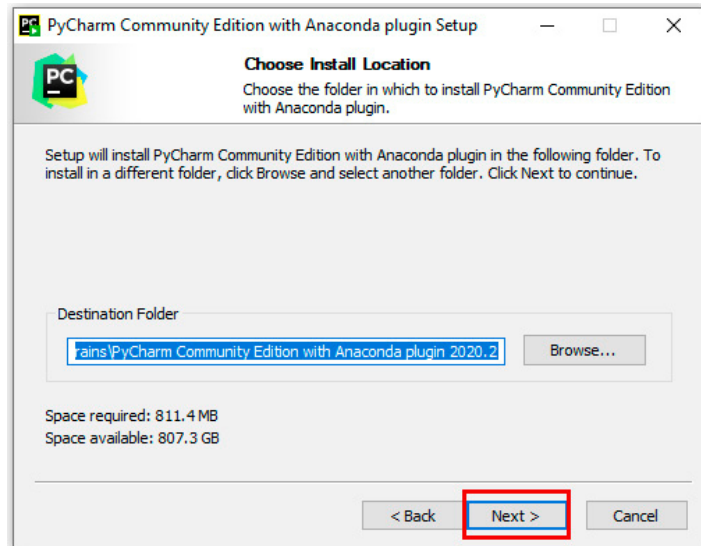 PC PyCharm Community Edition with Anaconda plugin Setup
PC
Choose Install Location
Choose the folder in which to install PyCharm Community Edition
with Anaconda plugin.
Setup will install PyCharm Community Edition with Anaconda plugin in the following folder. To
install in a different folder, click Browse and select another folder. Click Next to continue.
Destination Folder
rains\PyCharm Community Edition with Anaconda plugin 2020.2
Browse...
Space required: 811.4 MB
Space available: 807.3 GB
< Back
Next >
Cancel